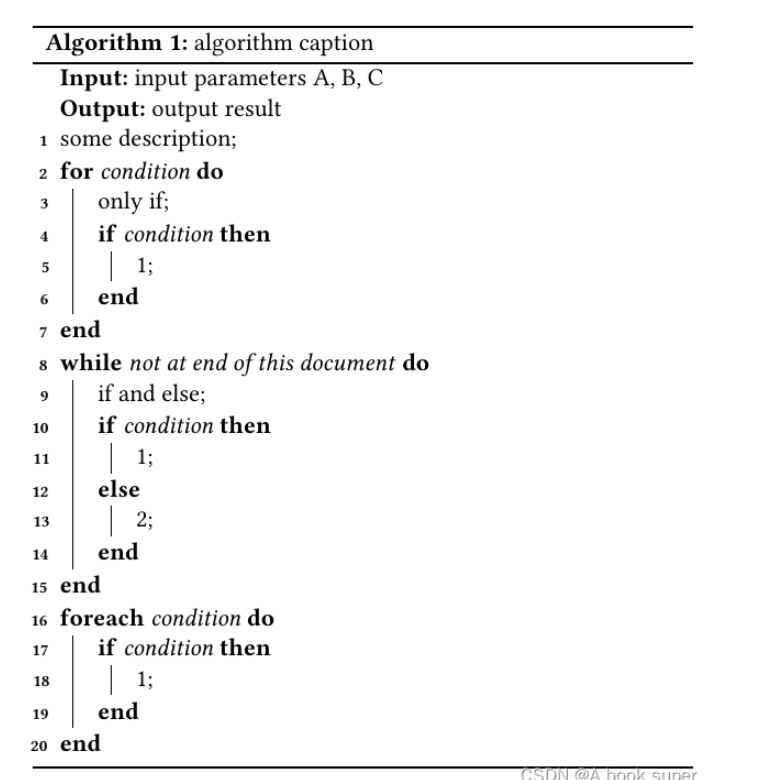 Algorithm 1: algorithm caption
Input: input parameters A, B, C
Output: output result
1 some description;
2 for condition do
3 only if;
4 if condition then
5 1;
6 end
7 end
8 while not at end of this document do
9 if and else;
10 if condition then
11 1;
12 else
13 2;
14 end
15 end
16 foreach condition do
17 if condition then
18 1;
19 end
20 end
CSDN @A book super